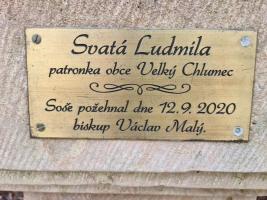 Svatá Ludmila
patronka obce Velký Chlumec
Soše požehnal dne 12.9. 2020
biskup Václav Malý.